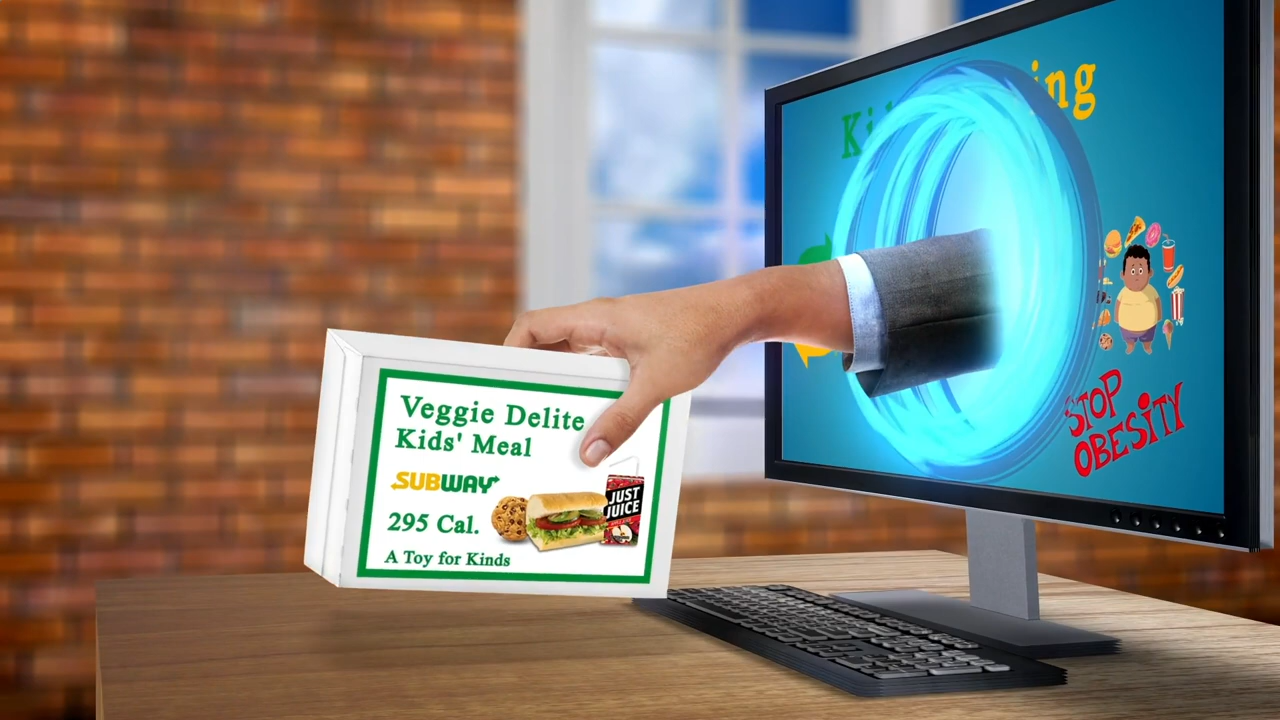 ing
Veggie Delite
Kids' Meal
SUBWAY
295 Cal.
A Toy for Kinds
JUST
JUICE
STOP
OBESITY